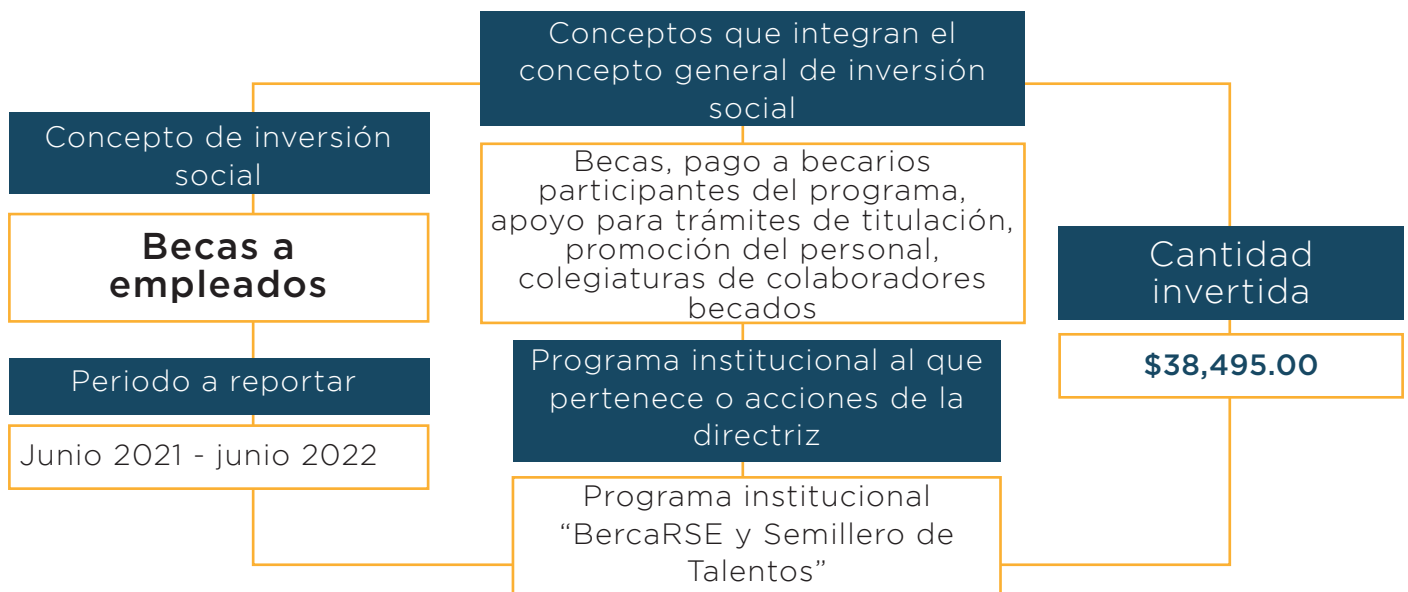 Concepto de inversión
social
Becas a
empleados
Periodo a reportar
Junio 2021 - junio 2022
Conceptos que integran el
concepto general de inversión
social
Becas, pago a becarios
participantes del programa,
apoyo para trámites de titulación,
promoción del personal,
colegiaturas de colaboradores
becados
Programa institucional al que
pertenece o acciones de la
directriz
Programa institucional
“BercaRSE y Semillero de
Talentos”
Cantidad
invertida
$38,495.00